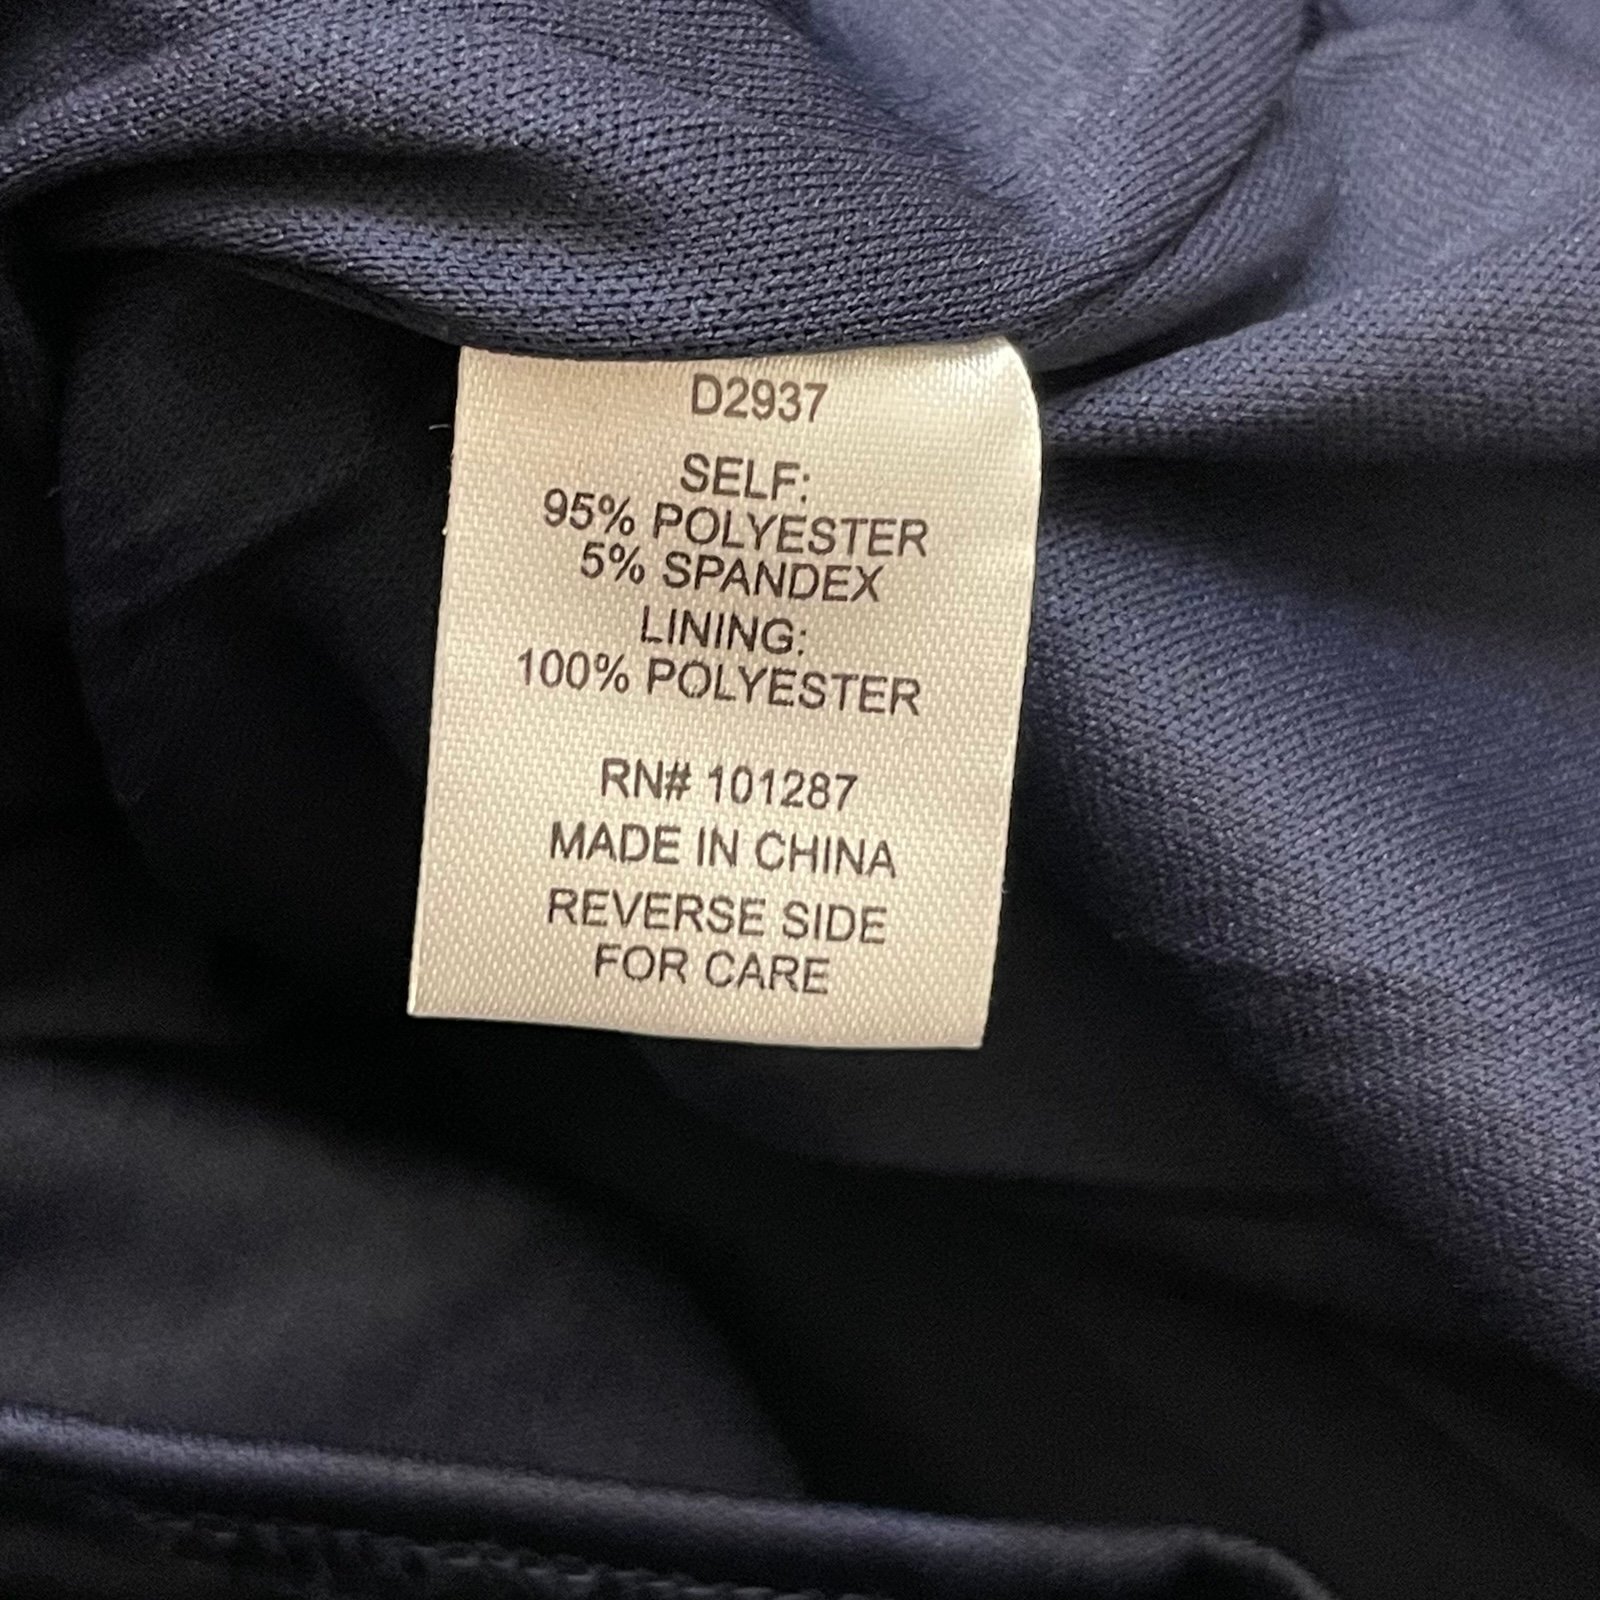 D2937
SELF:
95% POLYESTER
5% SPANDEX
LINING:
100% POLYESTER
RN# 101287
MADE IN CHINA
REVERSE SIDE
FOR CARE